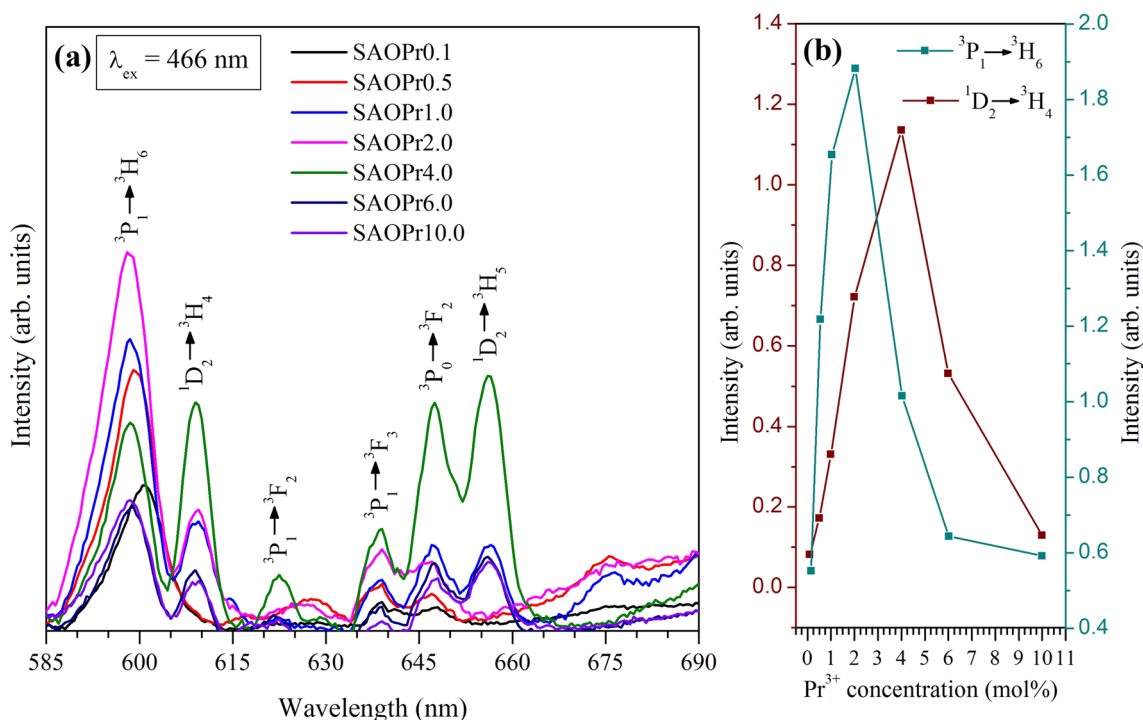 (a)
λex = 466 nm
SAOPr0.1
SAOPr0.5
SAOPr1.0
SAOPr2.0
SAOPr4.0
SAOPr6.0
SAOPr10.0
³P₁→³H₆
¹D₂→³H₄
³P₁→³F₂
³P₁→³F₃
³P₀→³F₂
¹D₂→³H₅
Intensity (arb. units)
585 600 615 630 645 660 675 690
Wavelength (nm)
(b)
³P₁→³H₆
¹D₂→³H₄
1.4
1.2
1.0
0.8
0.6
0.4
0.2
0.0
Intensity (arb. units)
2.0
1.8
1.6
1.4
1.2
1.0
0.8
0.6
0.4
Intensity (arb. units)
0 1 2 3 4 5 6 7 8 9 10 11
Pr³⁺ concentration (mol%)